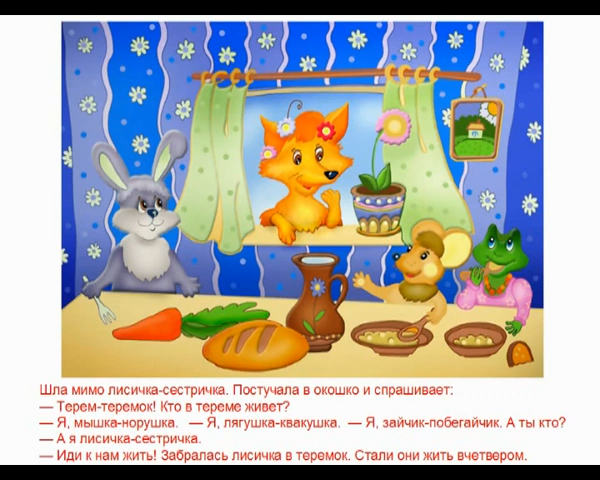 Шла мимо лисичка-сестричка. Постучала в окошко и спрашивает:
— Терем-теремок! Кто в тереме живет?
— Я, мышка-норушка.   — Я, лягушка-квакушка.  — Я, зайчик-побегайчик. А ты кто?
— А я лисичка-сестричка.
— Иди к нам жить! Забралась лисичка в теремок. Стали они жить вчетвером.